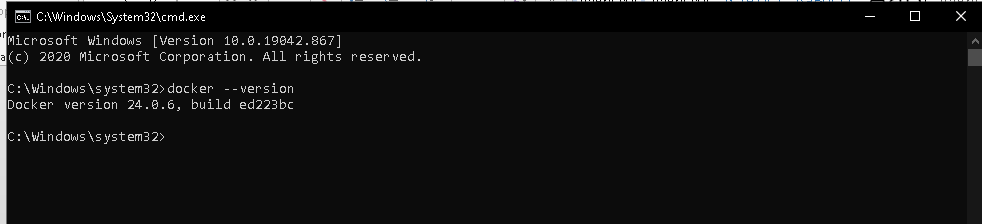 C:\Windows\System32\cmd.exe
Microsoft Windows [Version 10.0.19042.867]
(c) 2020 Microsoft Corporation. All rights reserved.
C:\Windows\system32>docker --version
Docker version 24.0.6, build ed223bc
C:\Windows\system32>